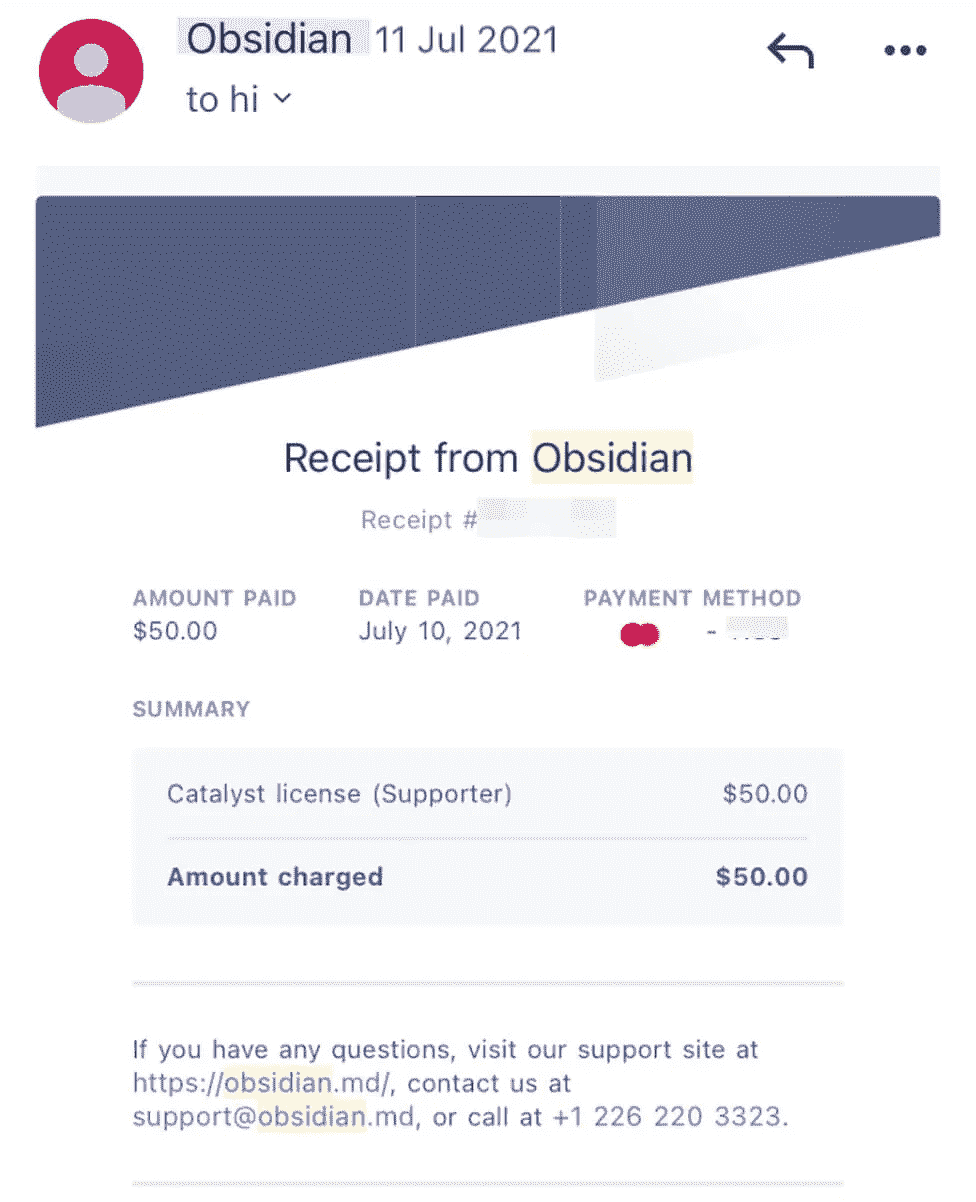 Obsidian 11 Jul 2021
to hi
Receipt from Obsidian
Receipt #
AMOUNT PAID DATE PAID PAYMENT METHOD
$50.00 July 10, 2021 -
SUMMARY
Catalyst license (Supporter) $50.00
Amount charged $50.00
If you have any questions, visit our support site at
https://obsidian.md/, contact us at
support@obsidian.md, or call at +1 226 220 3323.